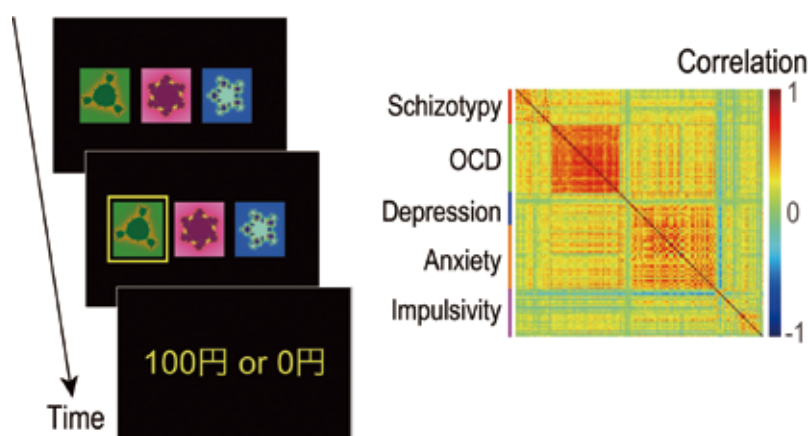 100円 or 0円
Time
Correlation
Schizotypy
OCD
Depression
Anxiety
Impulsivity
1
0
-1